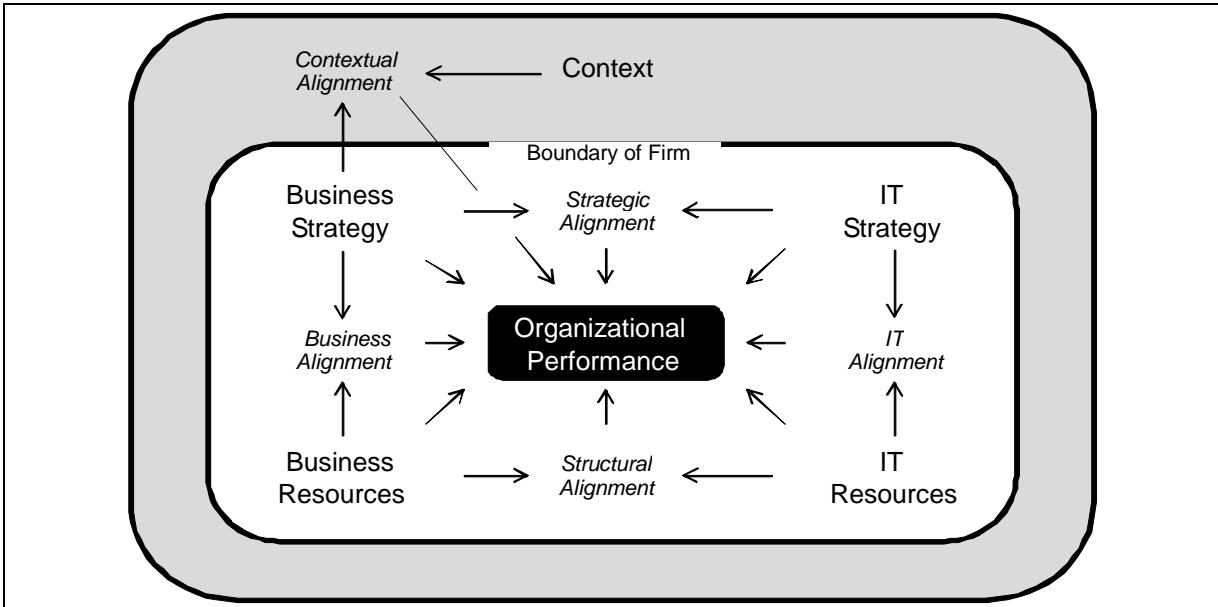 Contextual
Alignment
Context
Boundary of Firm
Business
Strategy
Strategic
Alignment
IT
Strategy
Business
Alignment
Organizational
Performance
IT
Alignment
Business
Resources
Structural
Alignment
IT
Resources